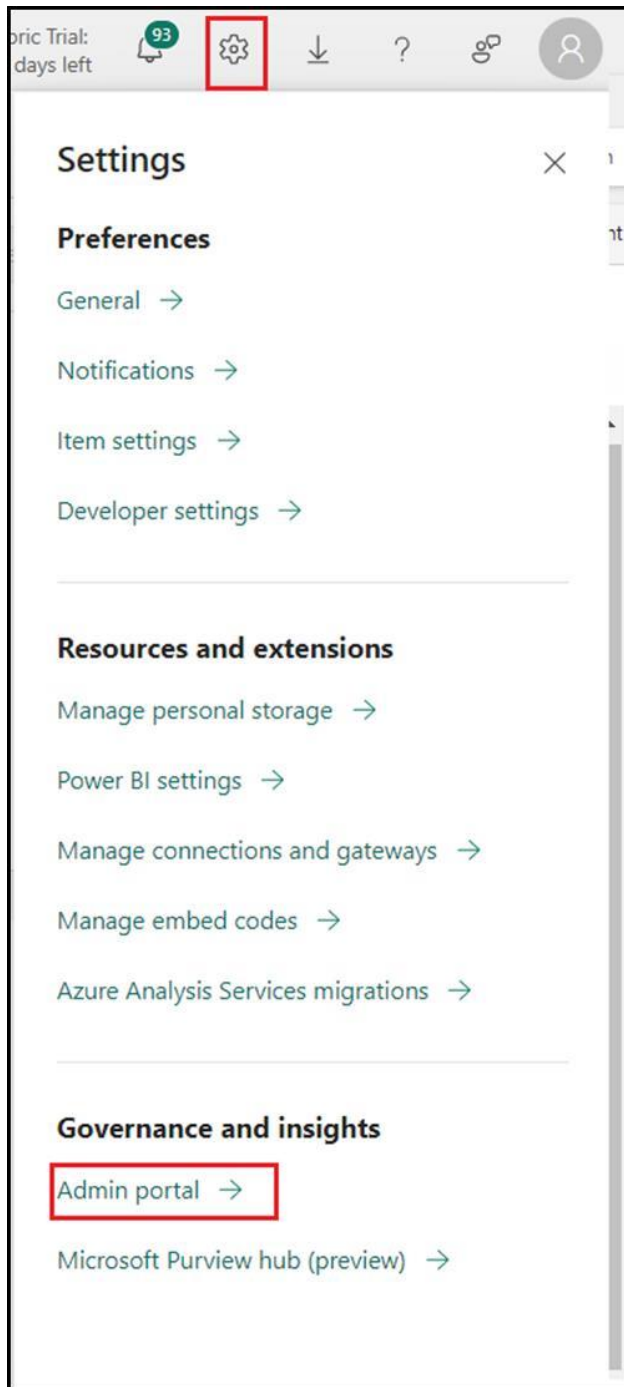 oric Trial:
93
days left
?
Settings
Preferences
General
Notifications
Item settings
Developer settings
Resources and extensions
Manage personal storage
Power BI settings
Manage connections and gateways
Manage embed codes
Azure Analysis Services migrations
Governance and insights
Admin portal
Microsoft Purview hub (preview)